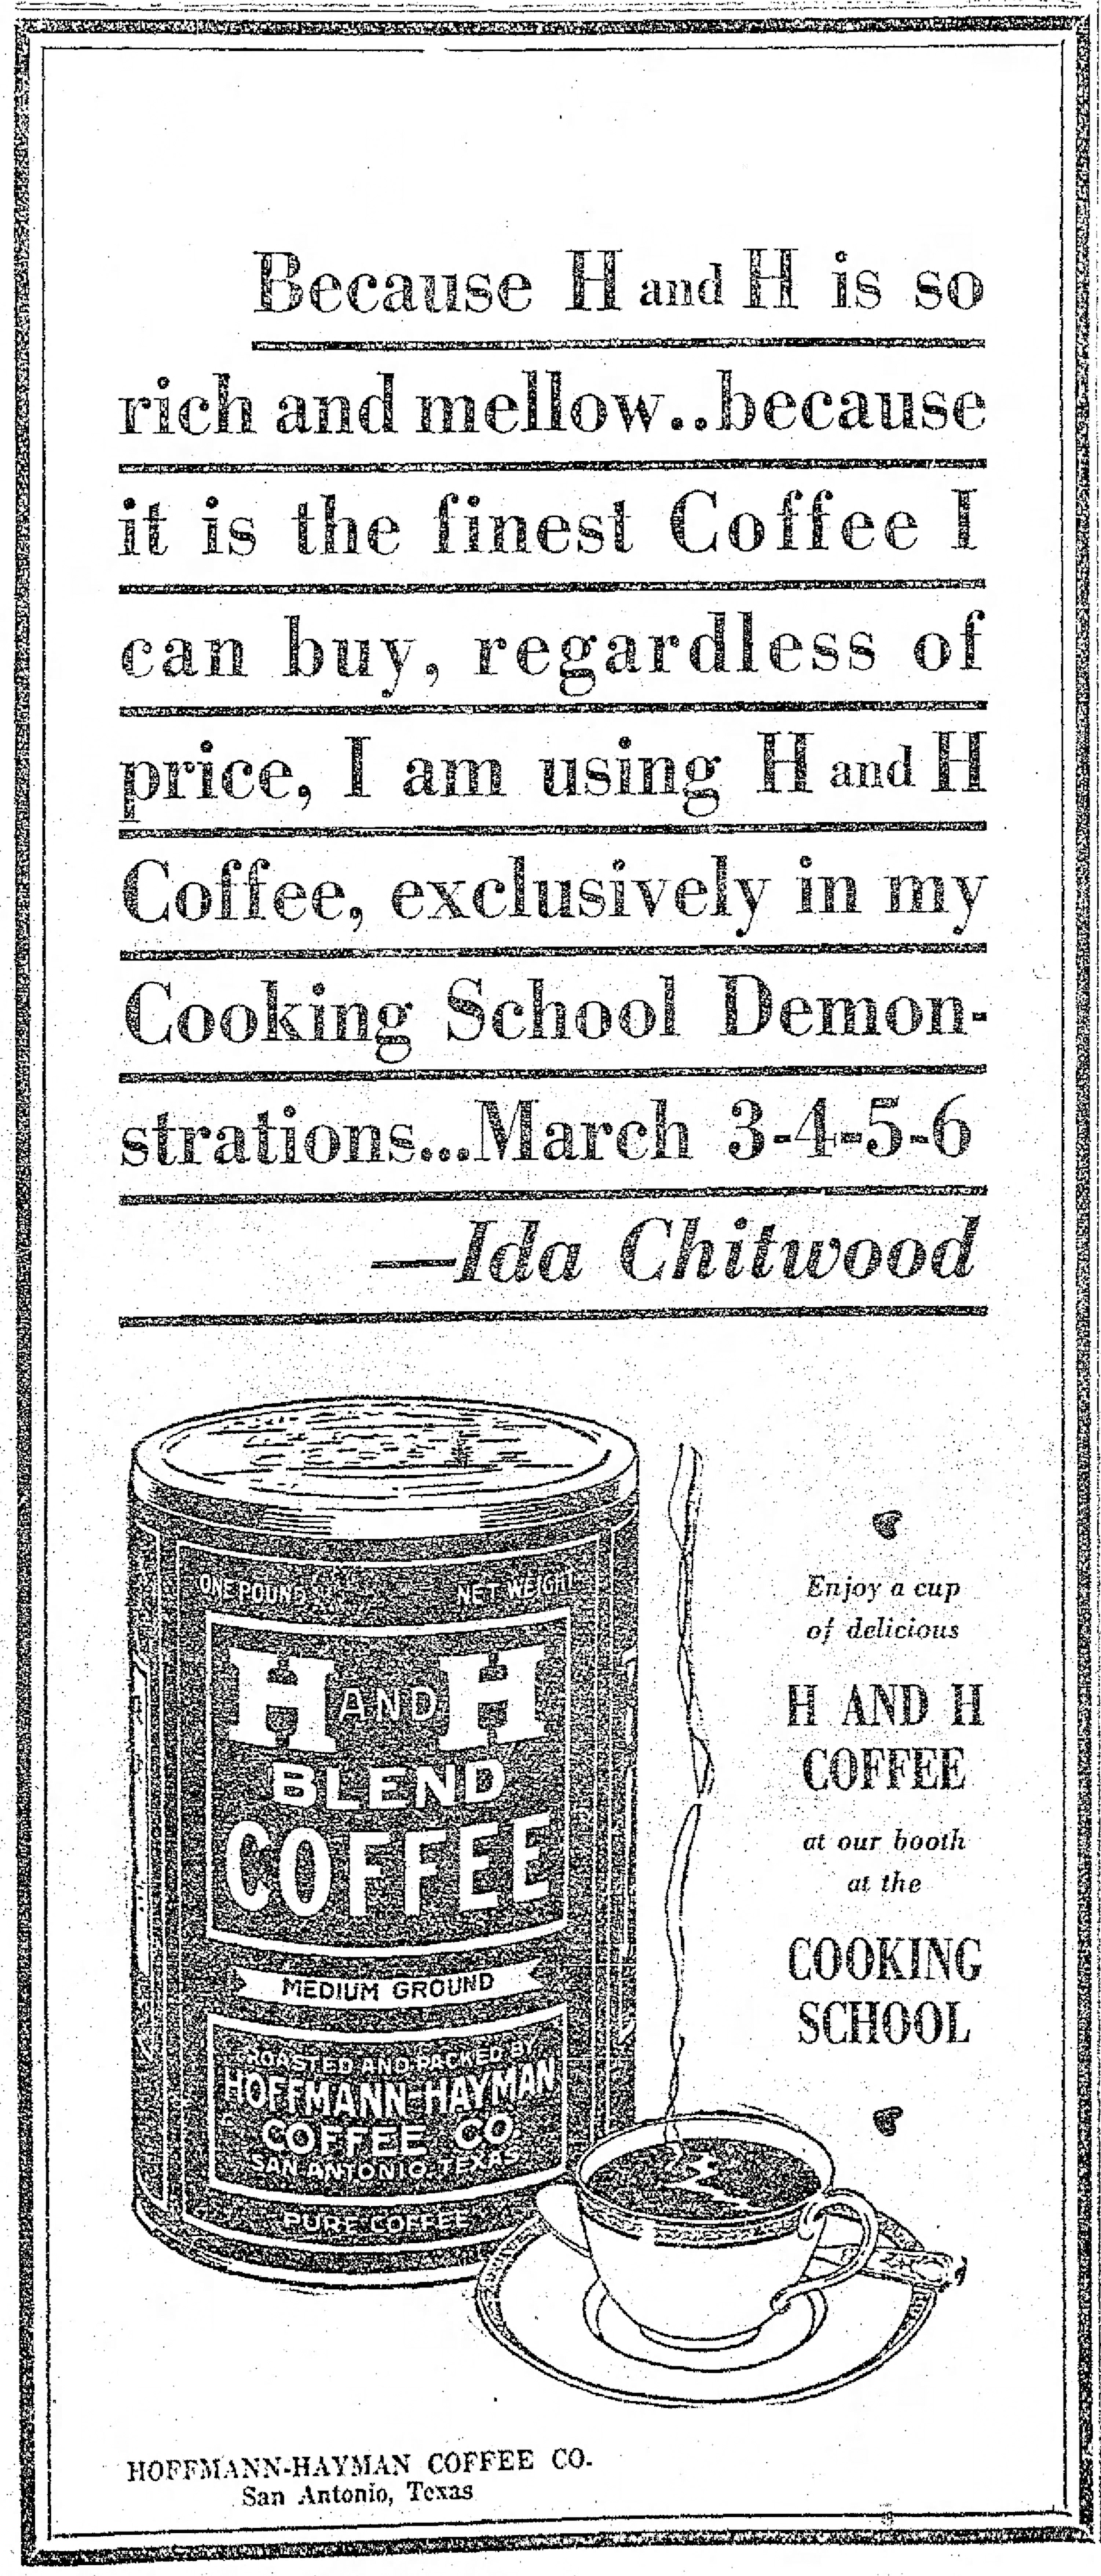 Because H and H is so
rich and mellow..because
it is the finest Coffee I
can buy, regardless of
price, I am using H and H
Coffee, exclusively in my
Cooking School Demon-
strations...March 3-4-5-6
—Ida Chitwood
ONE POUND NET WEIGHT
H AND H
BLEND
COFFEE
MEDIUM GROUND
ROASTED AND PACKED BY
HOFFMANN-HAYMAN
COFFEE CO.
SAN ANTONIO, TEXAS
PURE COFFEE
Enjoy a cup
of delicious
H AND H
COFFEE
at our booth
at the
COOKING
SCHOOL
HOFFMANN-HAYMAN COFFEE CO.
San Antonio, Texas